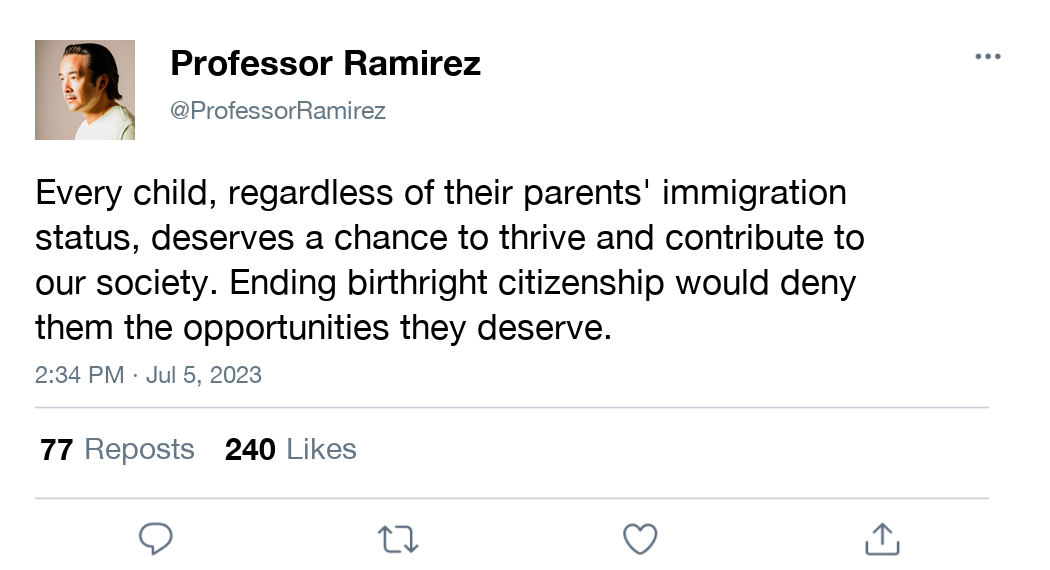 Professor Ramirez
@ProfessorRamirez
Every child, regardless of their parents' immigration
status, deserves a chance to thrive and contribute to
our society. Ending birthright citizenship would deny
them the opportunities they deserve.
2:34 PM · Jul 5, 2023
77 Reposts 240 Likes